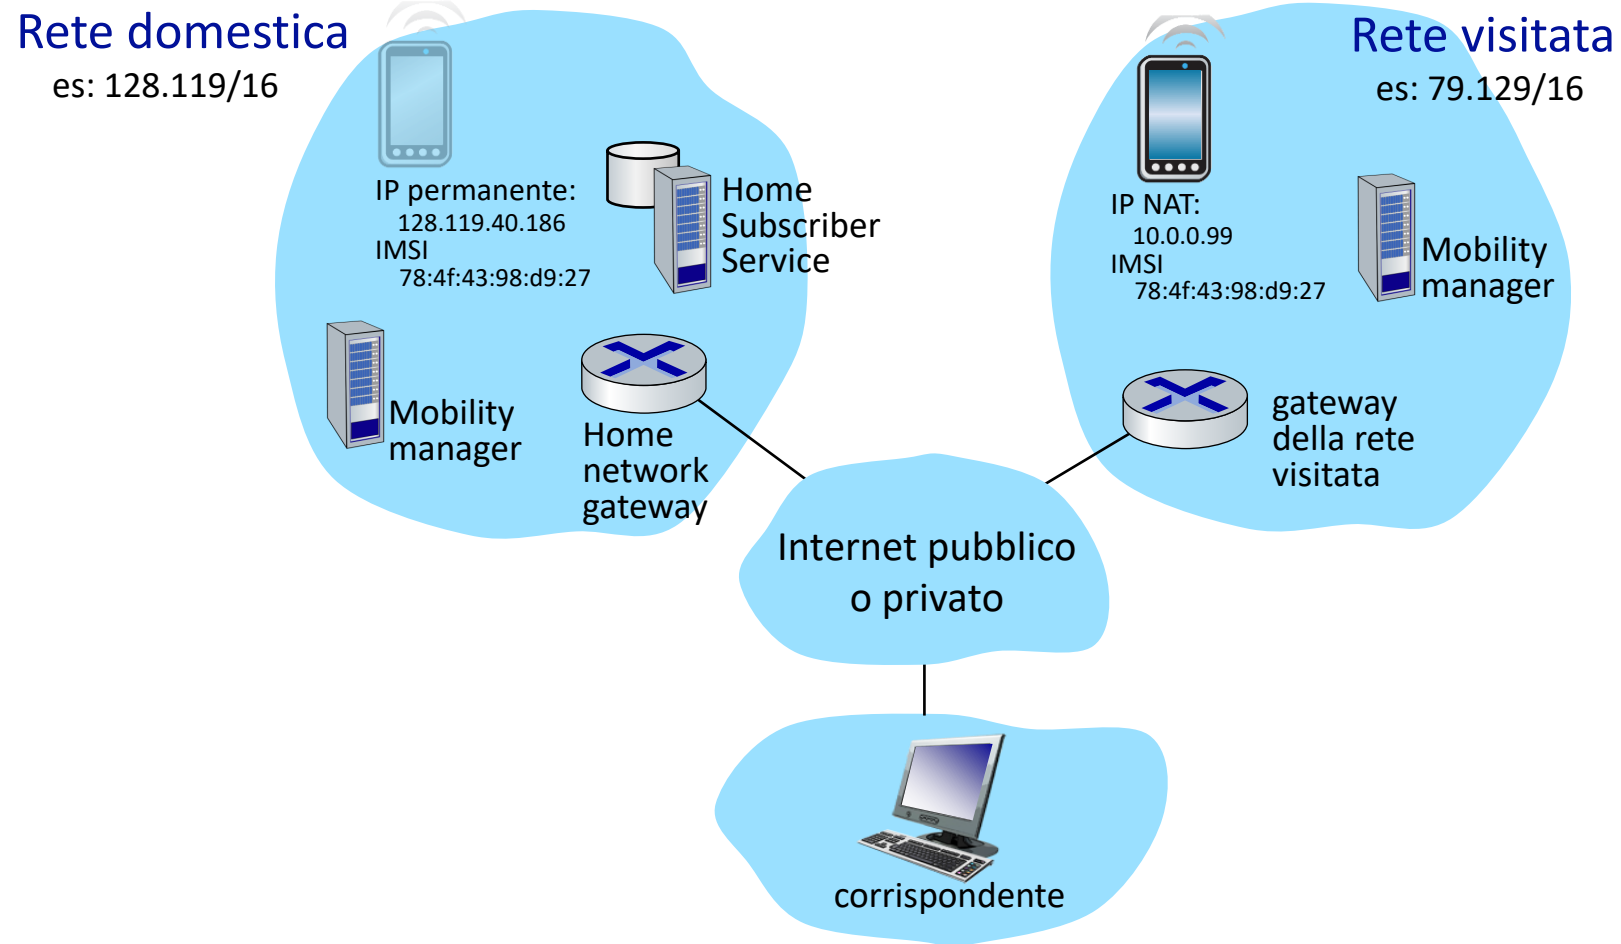 Rete domestica
es: 128.119/16
IP permanente:
128.119.40.186
IMSI
78:4f:43:98:d9:27
Home
Subscriber
Service
Mobility
manager
Home
network
gateway
Rete visitata
es: 79.129/16
IP NAT:
10.0.0.99
IMSI
78:4f:43:98:d9:27
Mobility
manager
gateway
della rete
visitata
Internet pubblico
o privato
corrispondente